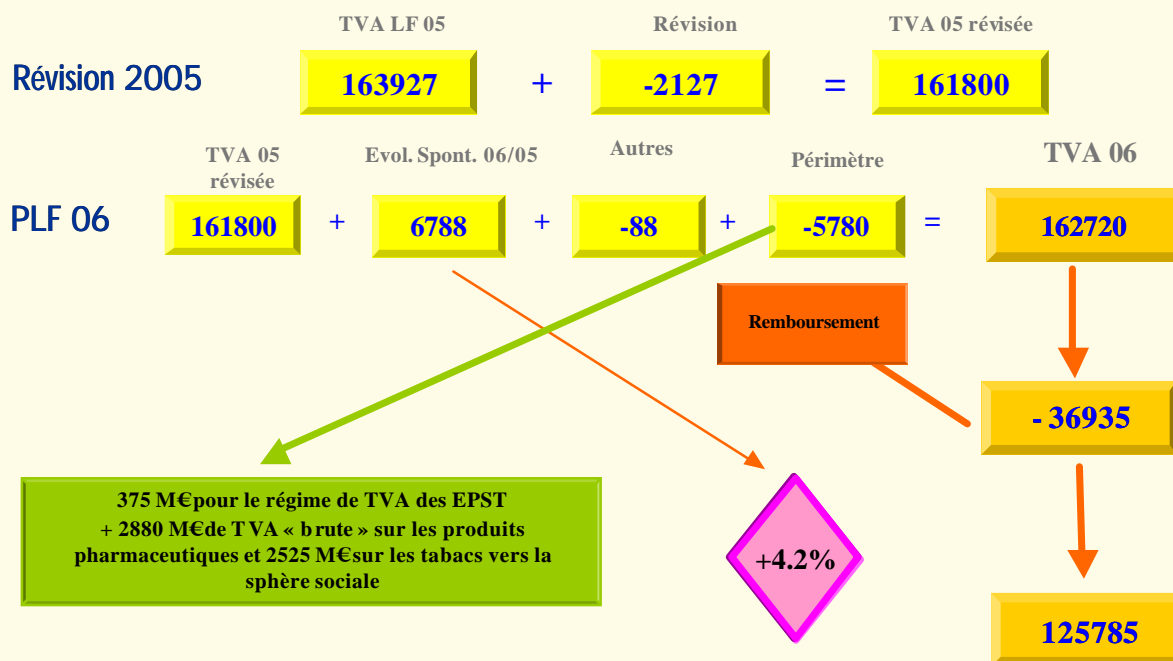 TVA LF 05 Révision TVA 05 révisée
Révision 2005 163927 + -2127 = 161800
TVA 05 révisée Evol. Spont. 06/05 Autres Périmètre TVA 06
PLF 06 161800 + 6788 + -88 + -5780 = 162720
Remboursement
- 36935
375 M€pour le régime de TVA des EPST
+ 2880 M€de TVA « brute » sur les produits
pharmaceutiques et 2525 M€sur les tabacs vers la
sphère sociale
+4.2%
125785